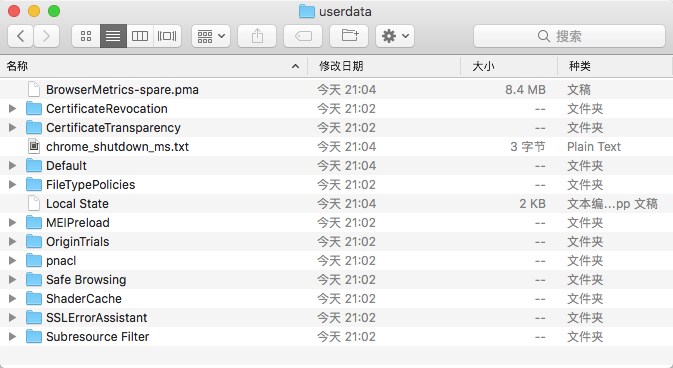 userdata
搜索
名称 修改日期 大小 种类
BrowserMetrics-spare.pma 今天 21:04 8.4 MB 文稿
CertificateRevocation 今天 21:02 -- 文件夹
CertificateTransparency 今天 21:02 -- 文件夹
chrome_shutdown_ms.txt 今天 21:04 3 字节 Plain Text
Default 今天 21:04 -- 文件夹
FileTypePolicies 今天 21:02 -- 文件夹
Local State 今天 21:04 2 KB 文本编...pp 文稿
MEIPreload 今天 21:02 -- 文件夹
OriginTrials 今天 21:02 -- 文件夹
pnacl 今天 21:02 -- 文件夹
Safe Browsing 今天 21:02 -- 文件夹
ShaderCache 今天 21:02 -- 文件夹
SSLErrorAssistant 今天 21:02 -- 文件夹
Subresource Filter 今天 21:02 -- 文件夹